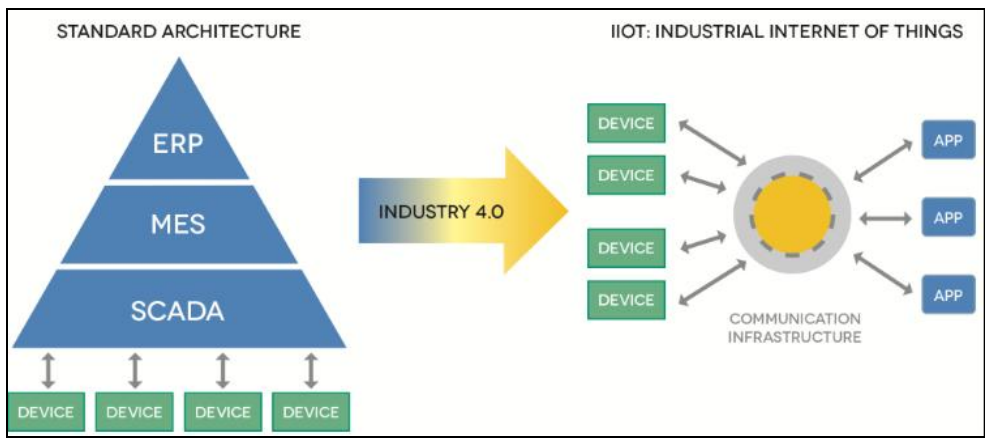 STANDARD ARCHITECTURE
ERP
MES
SCADA
DEVICE
DEVICE
DEVICE
DEVICE
INDUSTRY 4.0
IIOT: INDUSTRIAL INTERNET OF THINGS
DEVICE
DEVICE
DEVICE
DEVICE
APP
APP
APP
COMMUNICATION
INFRASTRUCTURE